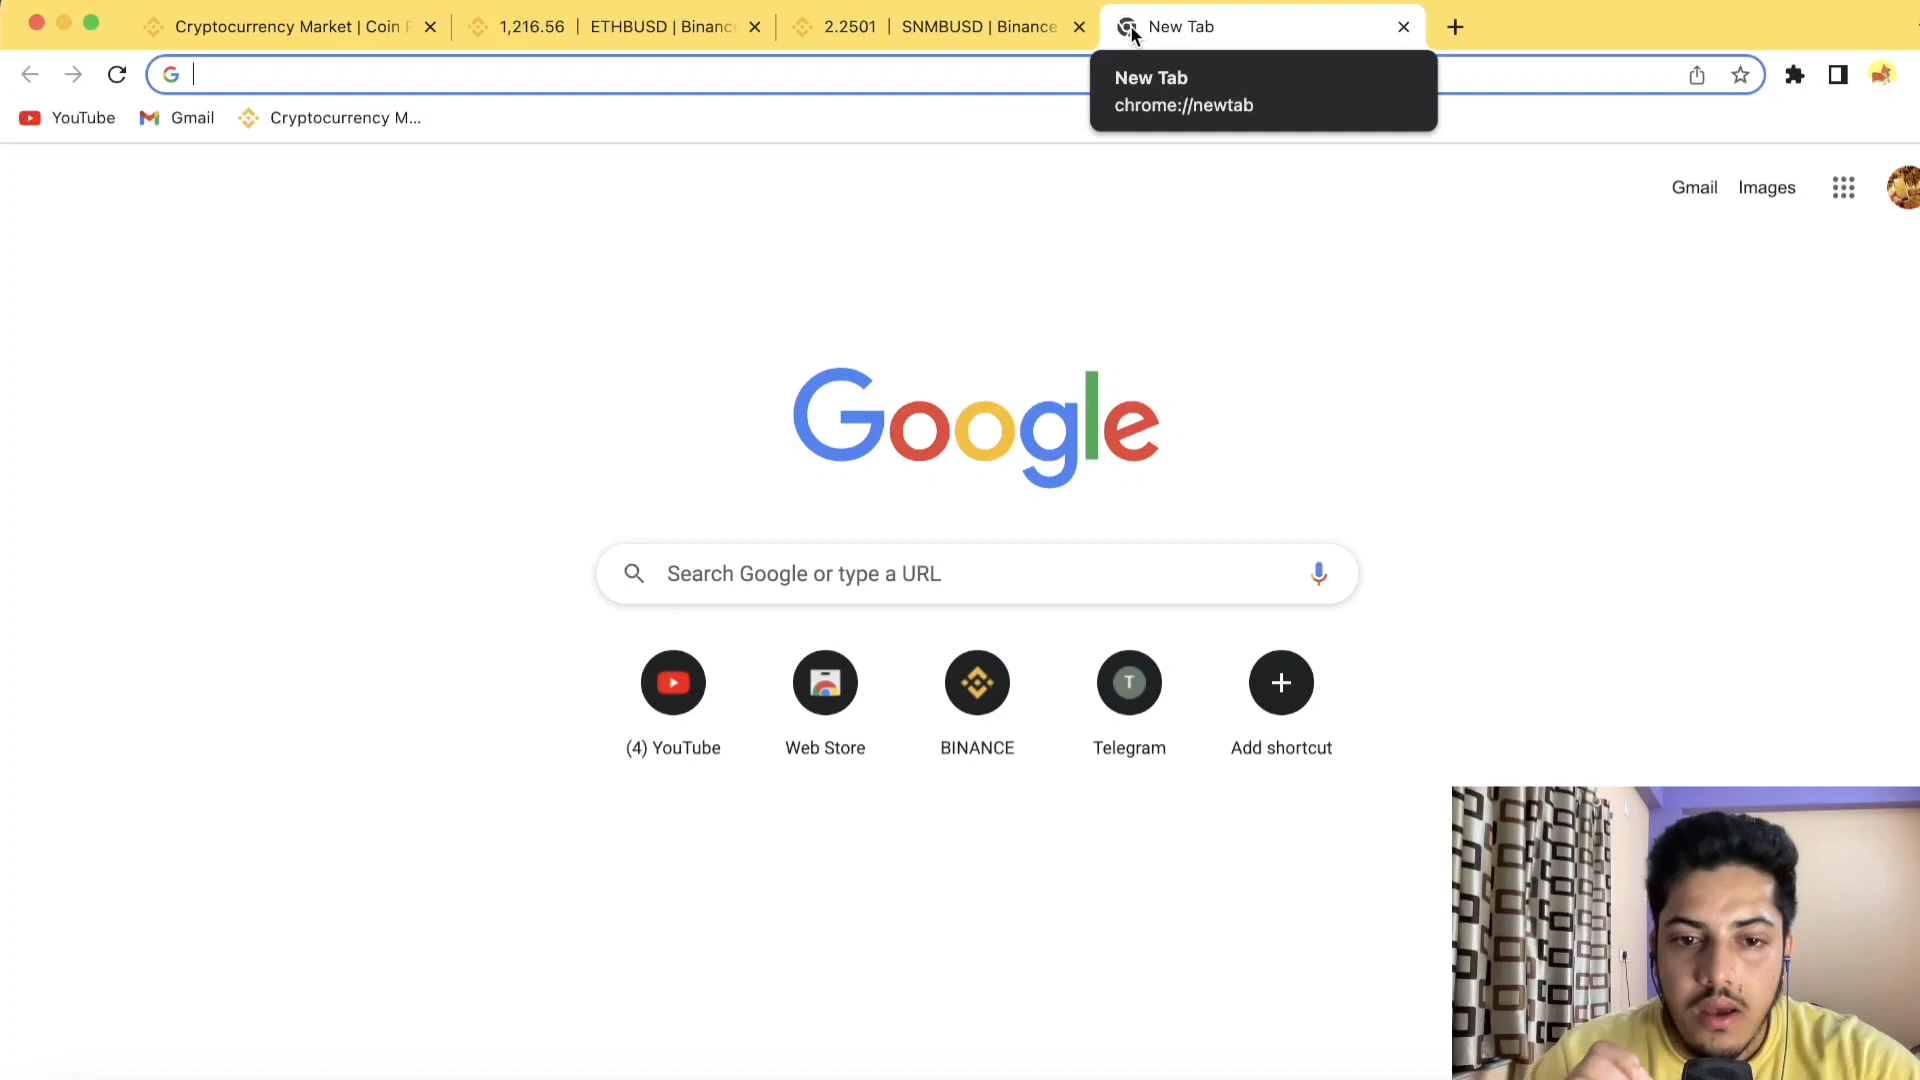 Cryptocurrency Market | Coin P
1,216.56 | ETHBUSD | Binance
2.2501 | SNMBUSD | Binance
New Tab
New Tab
chrome://newtab
YouTube
Gmail
Cryptocurrency M...
Gmail
Images
Google
Search Google or type a URL
T
(4) YouTube
Web Store
BINANCE
Telegram
Add shortcut